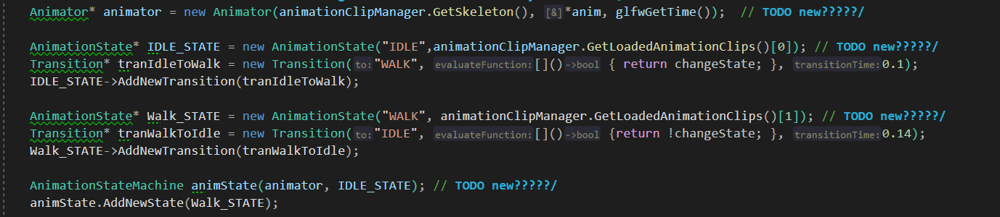 Animator* animator = new Animator(animationClipManager.GetSkeleton(), [&]*anim, glfwGetTime());  // TODO new?????/
AnimationState* IDLE_STATE = new AnimationState("IDLE",animationClipManager.GetLoadedAnimationClips()[0]); // TODO new?????/
Transition* tranIdleToWalk = new Transition(to:"WALK", evaluateFunction:[]()->bool { return changeState; }, transitionTime:0.1);
IDLE_STATE->AddNewTransition(tranIdleToWalk);
AnimationState* Walk_STATE = new AnimationState("WALK", animationClipManager.GetLoadedAnimationClips()[1]); // TODO new?????/
Transition* tranWalkToIdle = new Transition(to:"IDLE", evaluateFunction:[]()->bool {return !changeState; }, transitionTime:0.14);
Walk_STATE->AddNewTransition(tranWalkToIdle);
AnimationStateMachine animState(animator, IDLE_STATE); // TODO new?????/
animState.AddNewState(Walk_STATE);